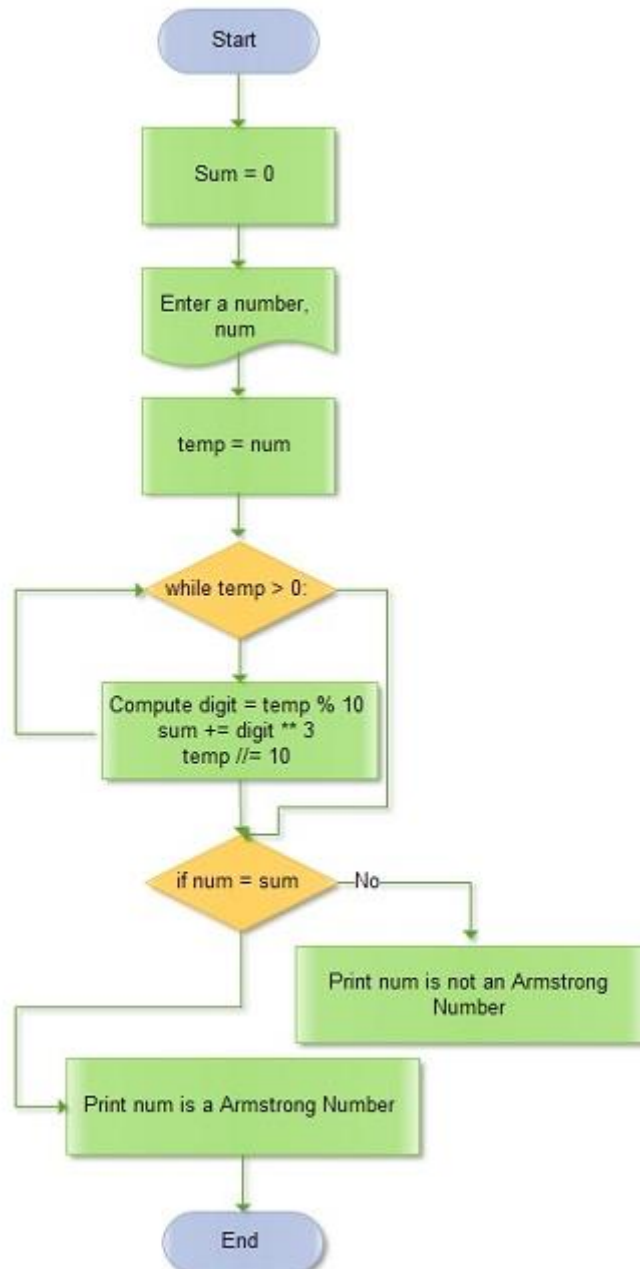 Start
Sum = 0
Enter a number,
num
temp = num
while temp > 0:
Compute digit = temp % 10
sum += digit ** 3
temp //= 10
if num = sum
No
Print num is not an Armstrong
Number
Print num is a Armstrong Number
End